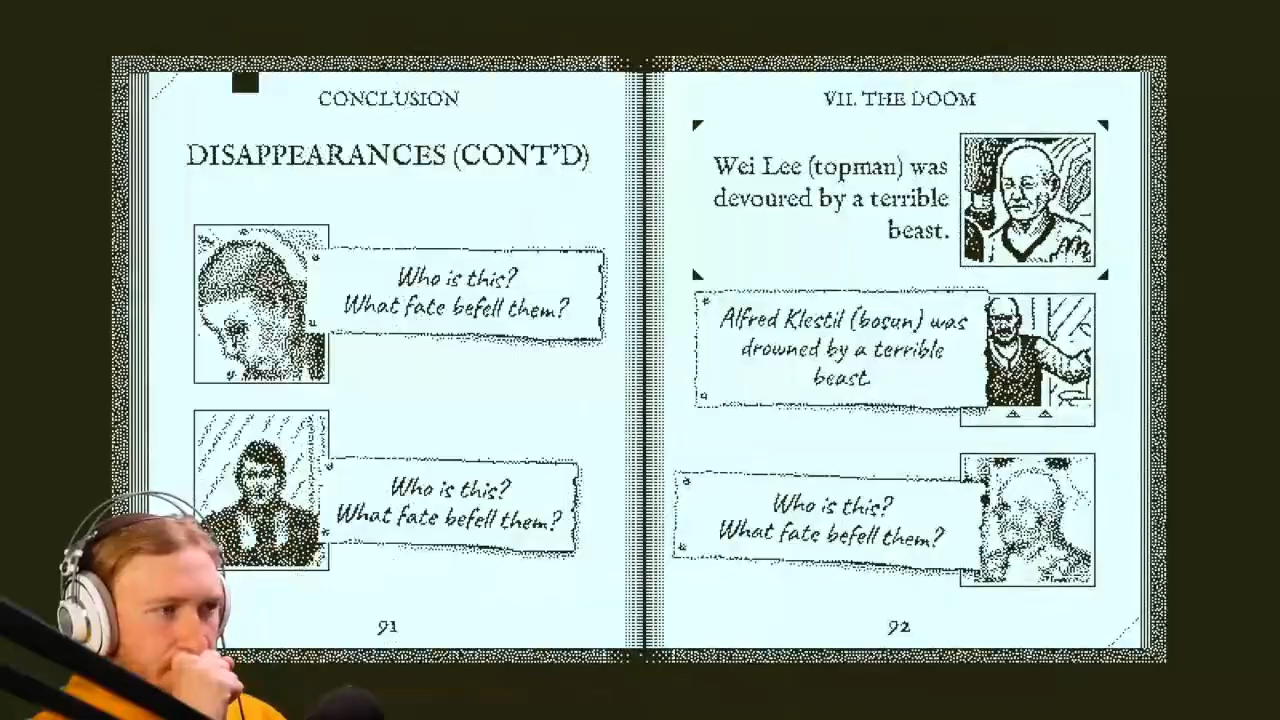 CONCLUSION
DISAPPEARANCES (CONT'D)
Who is this?
What fate befell them?
Who is this?
What fate befell them?
91
VII. THE DOOM
Wei Lee (topman) was
devoured by a terrible
beast.
Alfred Klestil (bosun) was
drowned by a terrible
beast.
Who is this?
What fate befell them?
92